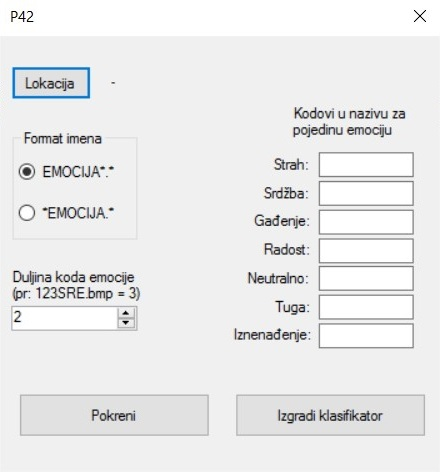 P42
Lokacija -
Format imena
EMOCIJA*.*
*EMOCIJA.*
Duljina koda emocije
(pr: 123SRE.bmp = 3)
2
Kodovi u nazivu za
pojedinu emociju
Strah:
Srdžba:
Gađenje:
Radost:
Neutralno:
Tuga:
Iznenađenje:
Pokreni
Izgradi klasifikator